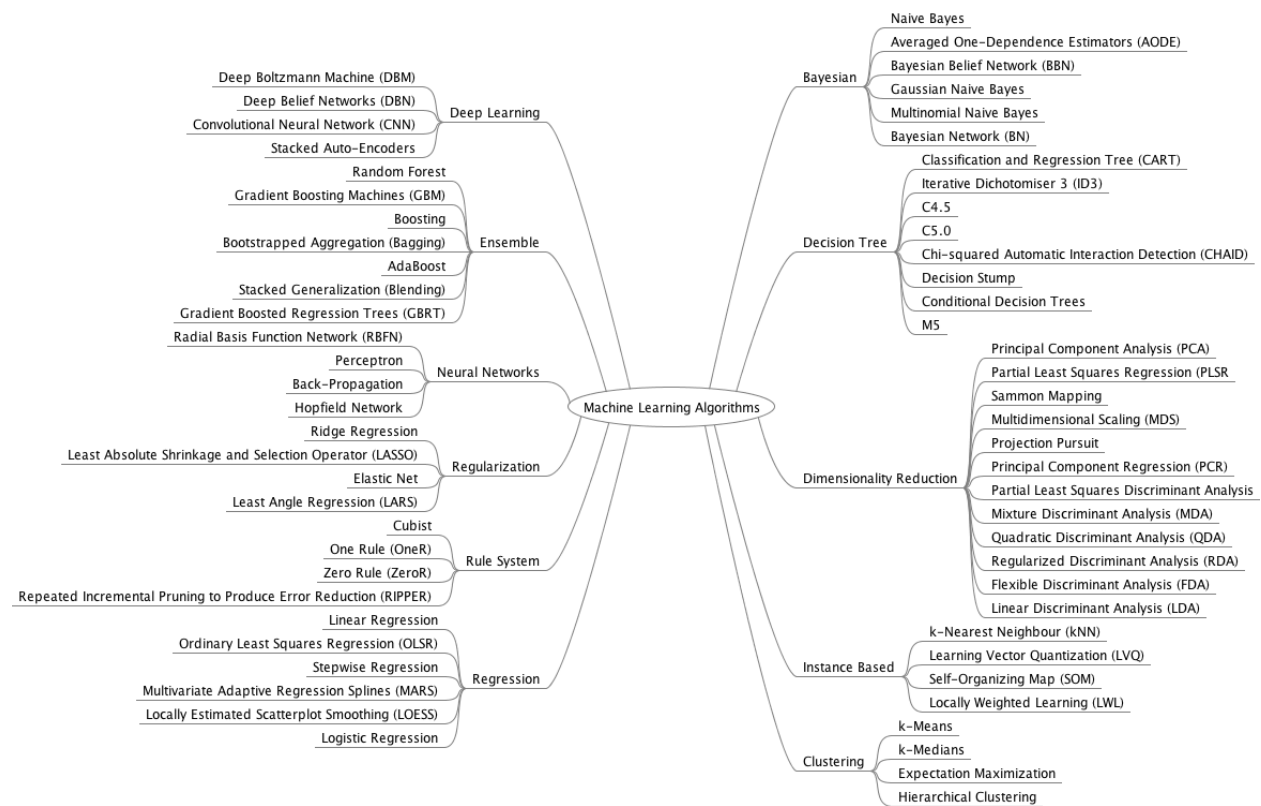 Machine Learning Algorithms
Deep Learning
Deep Boltzmann Machine (DBM)
Deep Belief Networks (DBN)
Convolutional Neural Network (CNN)
Stacked Auto-Encoders
Ensemble
Random Forest
Gradient Boosting Machines (GBM)
Boosting
Bootstrapped Aggregation (Bagging)
AdaBoost
Stacked Generalization (Blending)
Gradient Boosted Regression Trees (GBRT)
Neural Networks
Radial Basis Function Network (RBFN)
Perceptron
Back-Propagation
Hopfield Network
Regularization
Ridge Regression
Least Absolute Shrinkage and Selection Operator (LASSO)
Elastic Net
Least Angle Regression (LARS)
Rule System
Cubist
One Rule (OneR)
Zero Rule (ZeroR)
Repeated Incremental Pruning to Produce Error Reduction (RIPPER)
Regression
Linear Regression
Ordinary Least Squares Regression (OLSR)
Stepwise Regression
Multivariate Adaptive Regression Splines (MARS)
Locally Estimated Scatterplot Smoothing (LOESS)
Logistic Regression
Bayesian
Naive Bayes
Averaged One-Dependence Estimators (AODE)
Bayesian Belief Network (BBN)
Gaussian Naive Bayes
Multinomial Naive Bayes
Bayesian Network (BN)
Decision Tree
Classification and Regression Tree (CART)
Iterative Dichotomiser 3 (ID3)
C4.5
C5.0
Chi-squared Automatic Interaction Detection (CHAID)
Decision Stump
Conditional Decision Trees
M5
Dimensionality Reduction
Principal Component Analysis (PCA)
Partial Least Squares Regression (PLSR
Sammon Mapping
Multidimensional Scaling (MDS)
Projection Pursuit
Principal Component Regression (PCR)
Partial Least Squares Discriminant Analysis
Mixture Discriminant Analysis (MDA)
Quadratic Discriminant Analysis (QDA)
Regularized Discriminant Analysis (RDA)
Flexible Discriminant Analysis (FDA)
Linear Discriminant Analysis (LDA)
Instance Based
k-Nearest Neighbour (kNN)
Learning Vector Quantization (LVQ)
Self-Organizing Map (SOM)
Locally Weighted Learning (LWL)
Clustering
k-Means
k-Medians
Expectation Maximization
Hierarchical Clustering